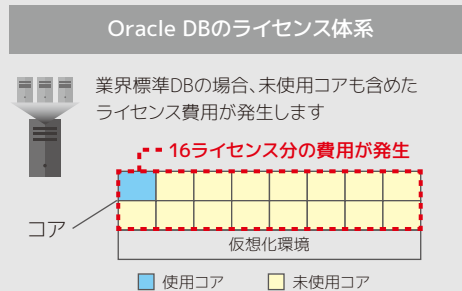 Oracle DBのライセンス体系
業界標準DBの場合、未使用コアも含めた
ライセンス費用が発生します
16ライセンス分の費用が発生
コア
仮想化環境
使用コア
未使用コア